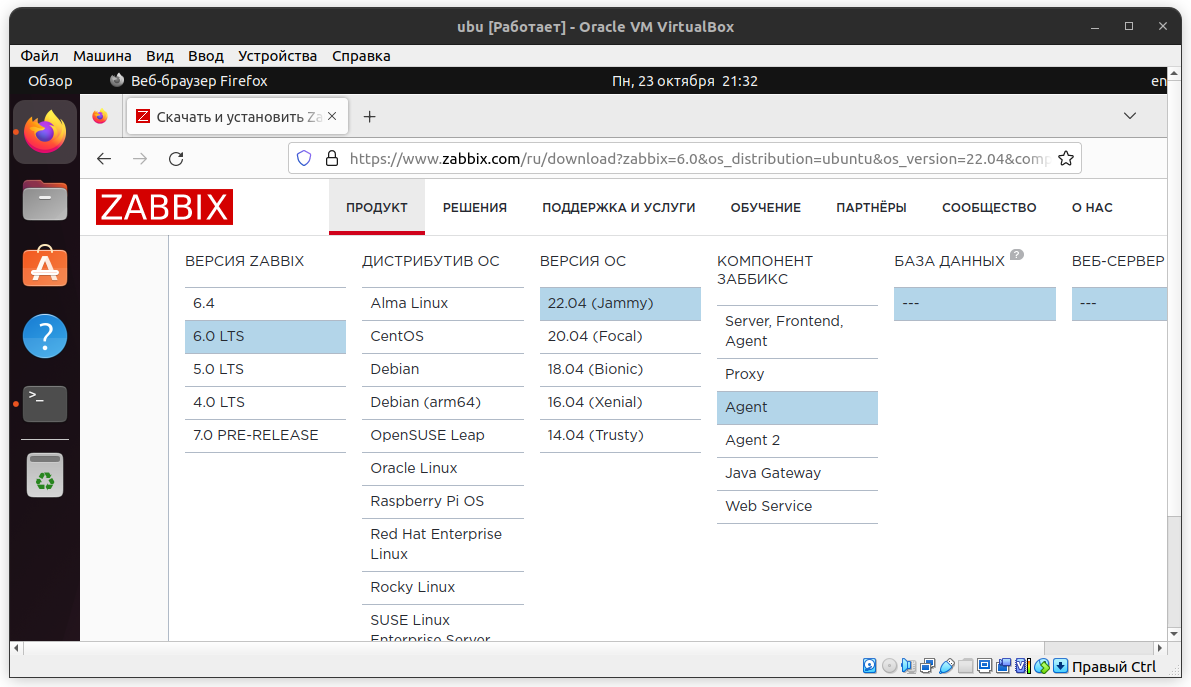 ubu [Работает] - Oracle VM VirtualBox
Файл Машина Вид Ввод Устройства Справка
Обзор Веб-браузер Firefox Пн, 23 октября 21:32 en
Z Скачать и установить Za
https://www.zabbix.com/ru/download?zabbix=6.0&os_distribution=ubuntu&os_version=22.04&comp
ZABBIX ПРОДУКТ РЕШЕНИЯ ПОДДЕРЖКА И УСЛУГИ ОБУЧЕНИЕ ПАРТНЁРЫ СООБЩЕСТВО О НАС
ВЕРСИЯ ZABBIX
6.4
6.0 LTS
5.0 LTS
4.0 LTS
7.0 PRE-RELEASE
ДИСТРИБУТИВ ОС
Alma Linux
CentOS
Debian
Debian (arm64)
OpenSUSE Leap
Oracle Linux
Raspberry Pi OS
Red Hat Enterprise
Linux
Rocky Linux
SUSE Linux
Enterprise Server
ВЕРСИЯ ОС
22.04 (Jammy)
20.04 (Focal)
18.04 (Bionic)
16.04 (Xenial)
14.04 (Trusty)
КОМПОНЕНТ
ЗАББИКС
Server, Frontend,
Agent
Proxy
Agent
Agent 2
Java Gateway
Web Service
БАЗА ДАННЫХ ?
---
ВЕБ-СЕРВЕР
---
Правый Ctrl